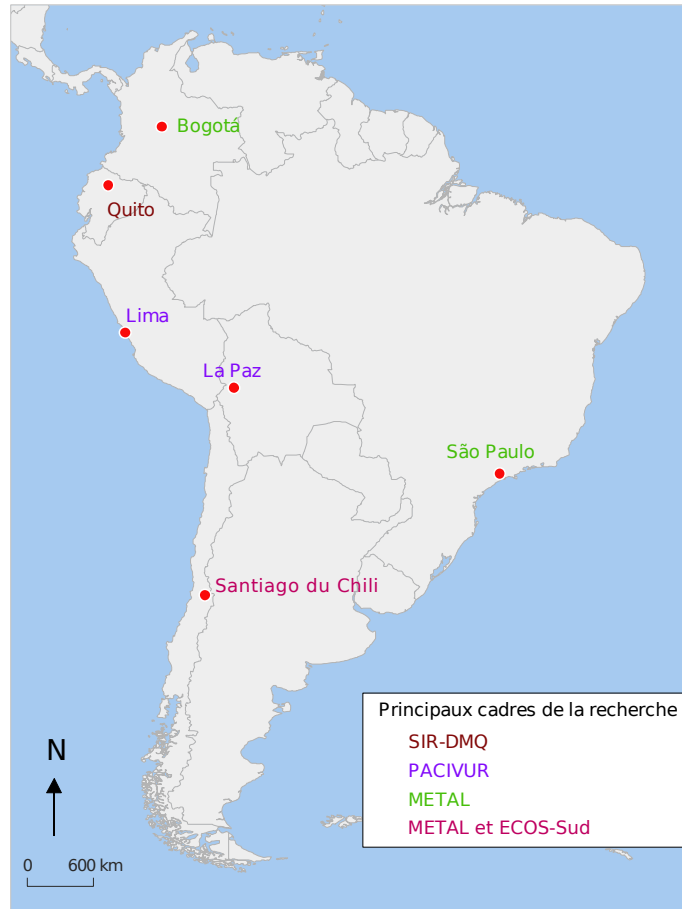 Bogotá
Quito
Lima
La Paz
São Paulo
Santiago du Chili
Principaux cadres de la recherche
SIR-DMQ
PACIVUR
METAL
METAL et ECOS-Sud
N
0 600 km